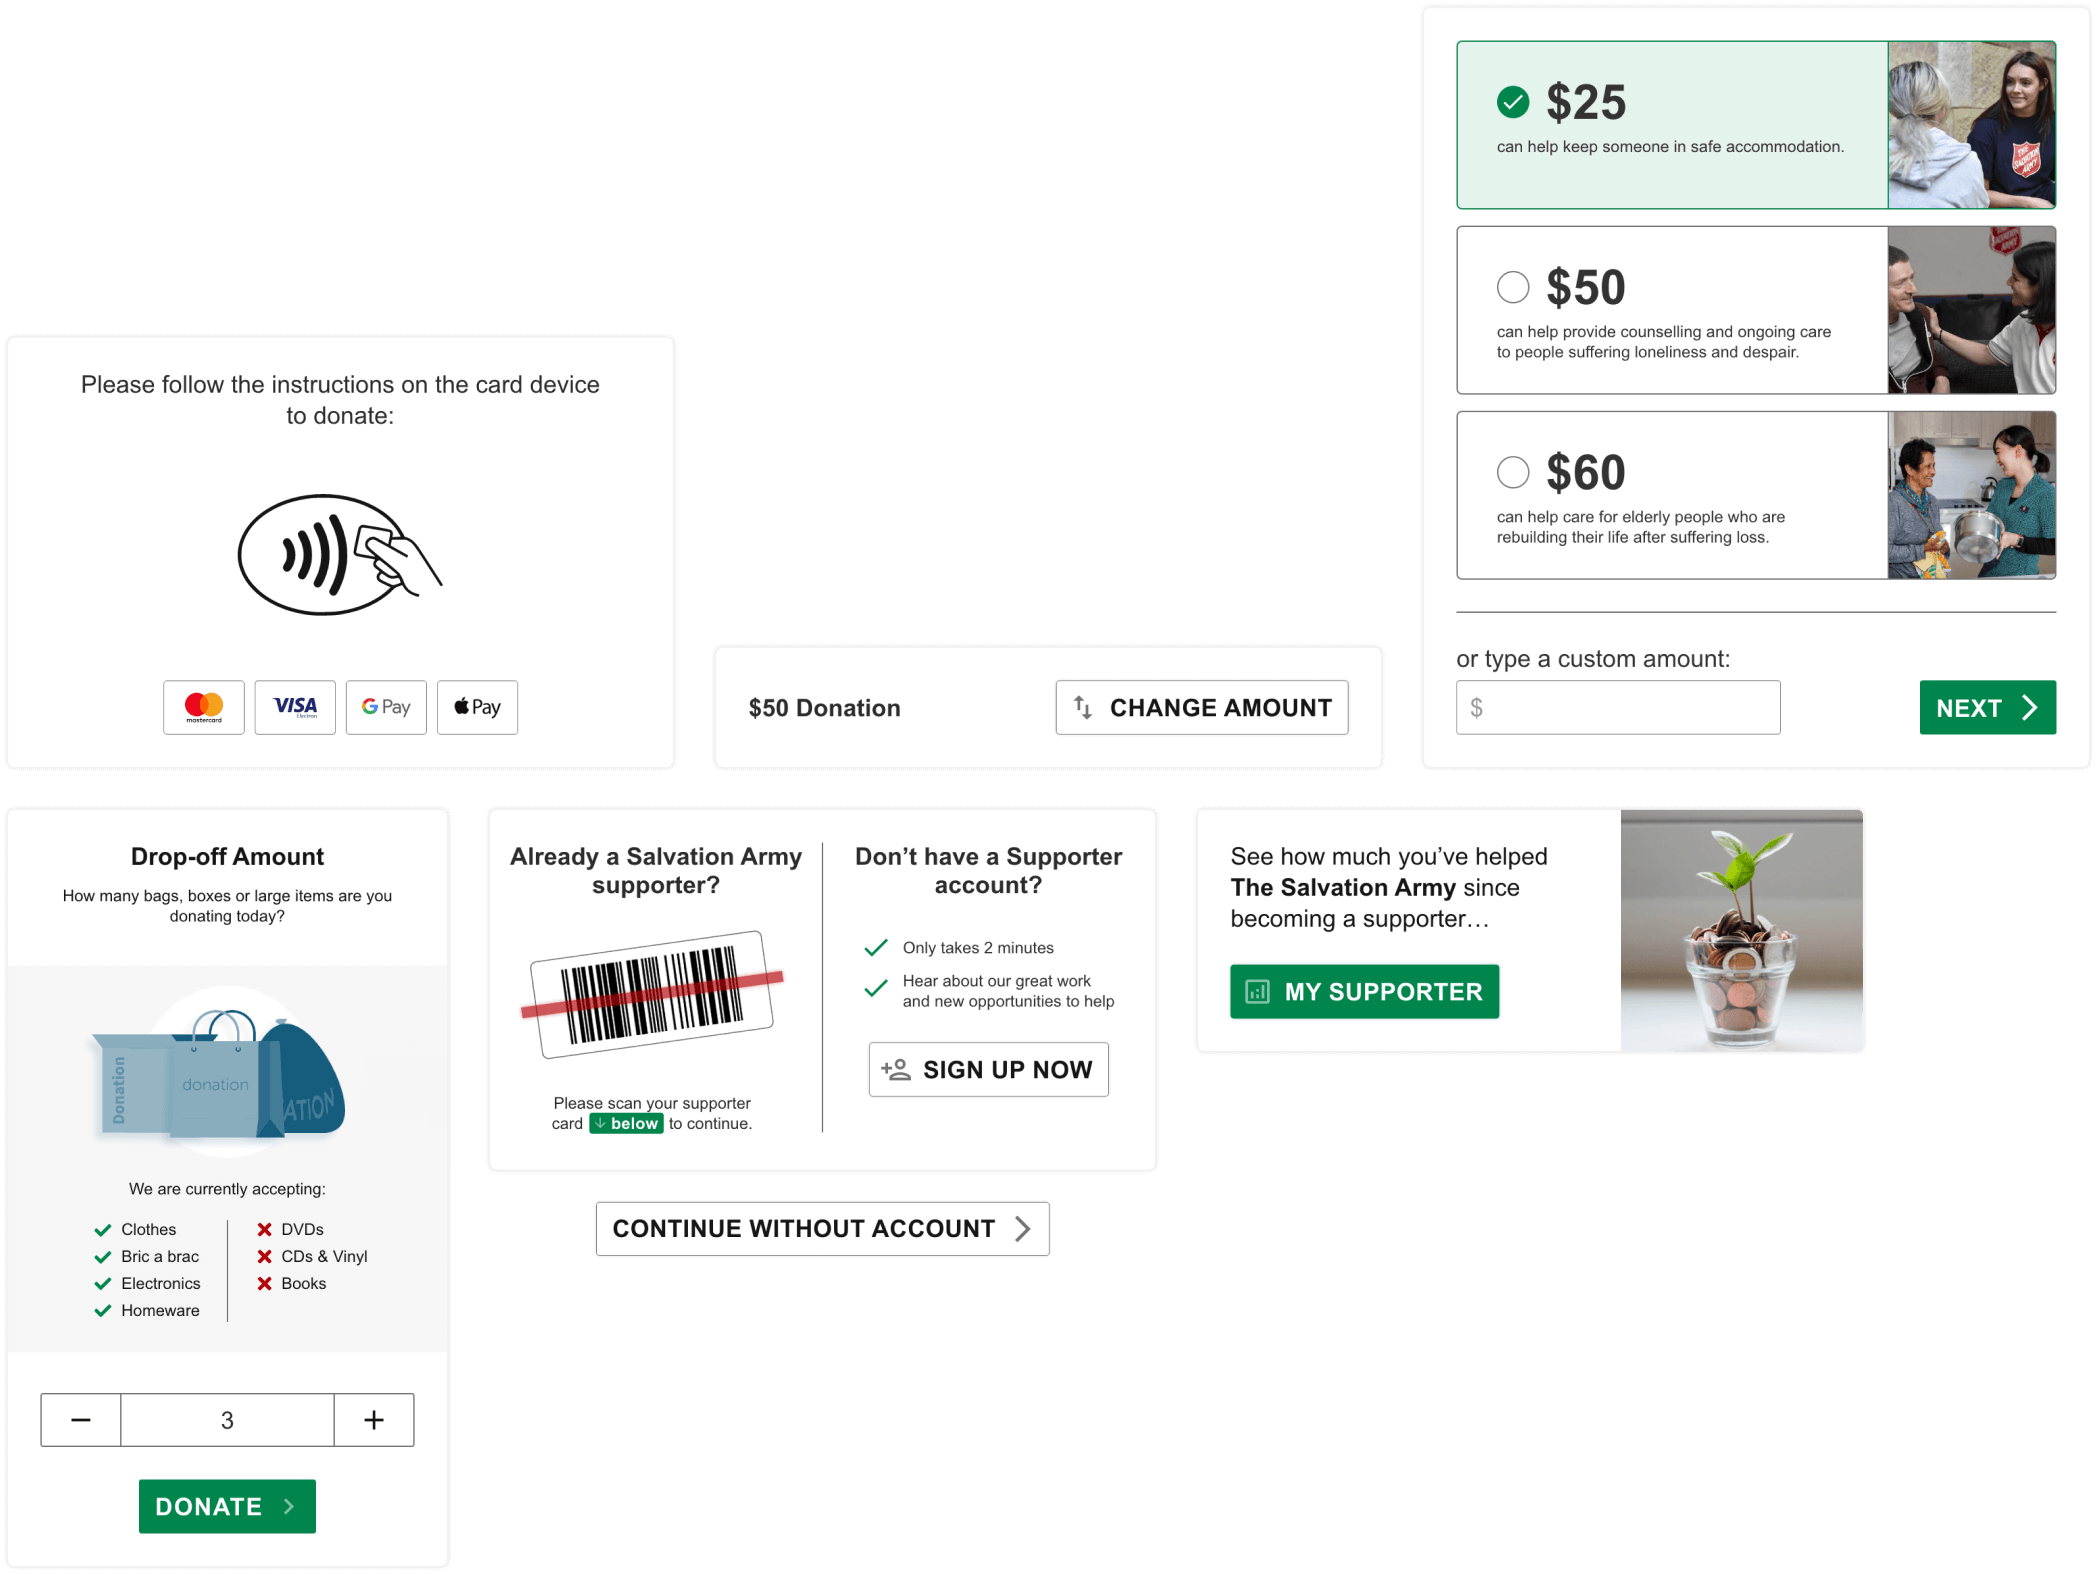 $25
can help keep someone in safe accommodation.
THE
SALVATION
ARMY
$50
can help provide counselling and ongoing care
to people suffering loneliness and despair.
SALVATION
ARMY
$60
can help care for elderly people who are
rebuilding their life after suffering loss.
or type a custom amount:
$
NEXT
Please follow the instructions on the card device
to donate:
mastercard
VISA
Electron
G Pay
Pay
$50 Donation
CHANGE AMOUNT
Drop-off Amount
How many bags, boxes or large items are you
donating today?
Donation
donation
ATION
We are currently accepting:
Clothes
Bric a brac
Electronics
Homeware
DVDs
CDs & Vinyl
Books
3
DONATE
Already a Salvation Army
supporter?
Please scan your supporter
card below to continue.
Don’t have a Supporter
account?
Only takes 2 minutes
Hear about our great work
and new opportunities to help
SIGN UP NOW
CONTINUE WITHOUT ACCOUNT
See how much you’ve helped
The Salvation Army since
becoming a supporter…
MY SUPPORTER